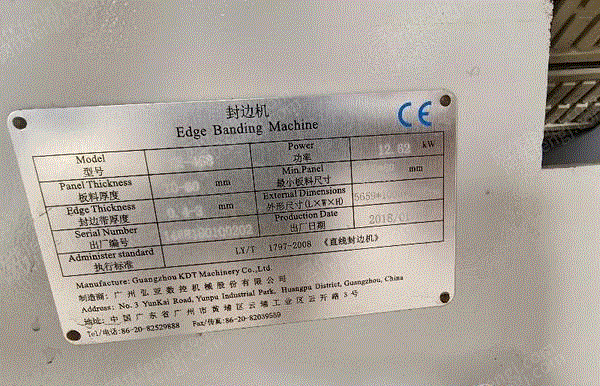 封边机
CE
Edge Banding Machine
Model
型号
Power
功率
12.62 kW
Panel Thickness
板料厚度
mm
Min.Panel
最小板料尺寸
Edge Thickness
封边带厚度
mm
External Dimensions
外形尺寸(L×W×H)
Serial Number
出厂编号
Production Date
出厂日期
2018/01
Administer standard
执行标准
LY/T 1797-2008 《直线封边机》
Manufacture: Guangzhou KDT Machinery Co.,Ltd.
制造商: 广州弘亚数控机械股份有限公司
Address: No. 3 YunKai Road, Yunpu Industrial Park, Huangpu District, Guangzhou, China
地址: 中国广东省广州市黄埔区云埔工业区云开路3号
Tel/电话:86-20-82529888 Fax/传真:86-20-82039559